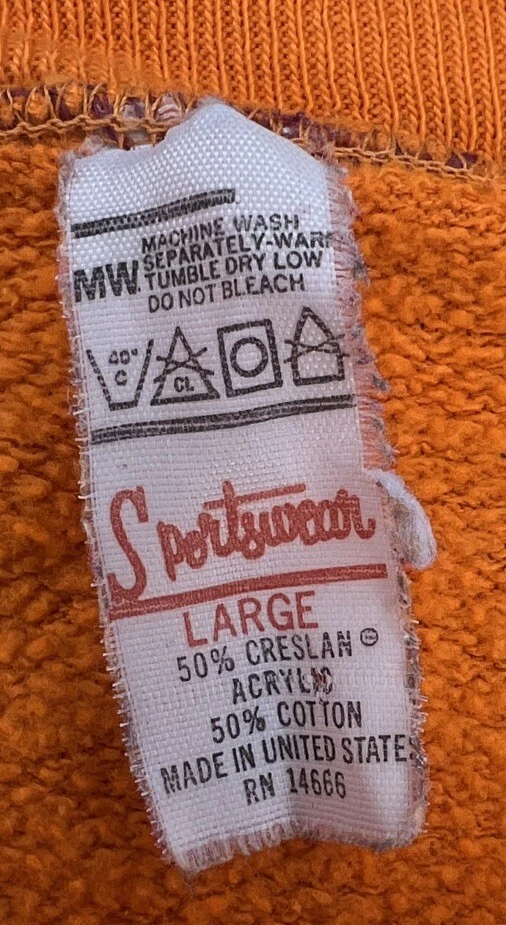 MACHINE WASH
SEPARATELY-WARM
MW. TUMBLE DRY LOW
DO NOT BLEACH
40°
C
CL
Sportswear
LARGE
50% CRESLAN ®
ACRYLIC
50% COTTON
MADE IN UNITED STATES
RN 14666